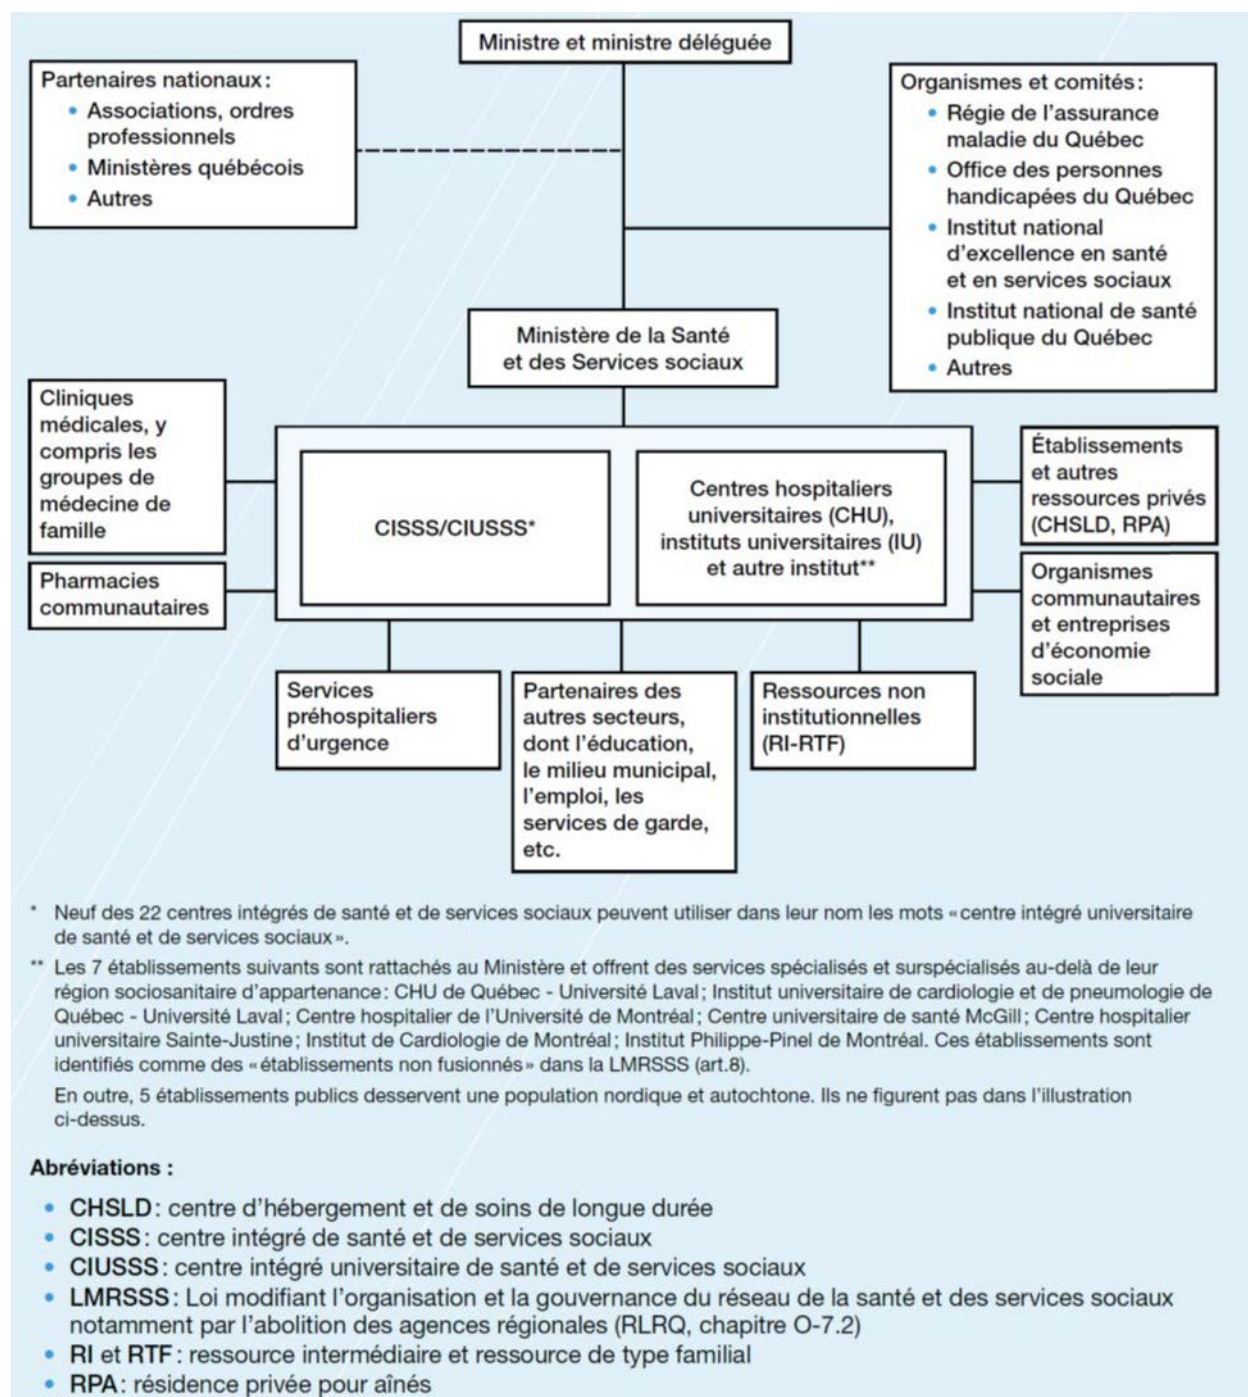 Ministre et ministre déléguée
Partenaires nationaux :
• Associations, ordres
professionnels
• Ministères québécois
• Autres
Organismes et comités :
• Régie de l’assurance
maladie du Québec
• Office des personnes
handicapées du Québec
• Institut national
d’excellence en santé
et en services sociaux
• Institut national de santé
publique du Québec
• Autres
Ministère de la Santé
et des Services sociaux
Cliniques
médicales, y
compris les
groupes de
médecine de
famille
Pharmacies
communautaires
CISSS/CIUSSS*
Centres hospitaliers
universitaires (CHU),
instituts universitaires (IU)
et autre institut**
Établissements
et autres
ressources privés
(CHSLD, RPA)
Organismes
communautaires
et entreprises
d’économie
sociale
Services
préhospitaliers
d’urgence
Partenaires des
autres secteurs,
dont l’éducation,
le milieu municipal,
l’emploi, les
services de garde,
etc.
Ressources non
institutionnelles
(RI-RTF)
* Neuf des 22 centres intégrés de santé et de services sociaux peuvent utiliser dans leur nom les mots « centre intégré universitaire
de santé et de services sociaux ».
** Les 7 établissements suivants sont rattachés au Ministère et offrent des services spécialisés et surspécialisés au-delà de leur
région sociosanitaire d’appartenance : CHU de Québec - Université Laval ; Institut universitaire de cardiologie et de pneumologie de
Québec - Université Laval ; Centre hospitalier de l’Université de Montréal ; Centre universitaire de santé McGill ; Centre hospitalier
universitaire Sainte-Justine ; Institut de Cardiologie de Montréal ; Institut Philippe-Pinel de Montréal. Ces établissements sont
identifiés comme des « établissements non fusionnés » dans la LMRSSS (art.8).
En outre, 5 établissements publics desservent une population nordique et autochtone. Ils ne figurent pas dans l’illustration
ci-dessus.
Abréviations :
• CHSLD : centre d’hébergement et de soins de longue durée
• CISSS : centre intégré de santé et de services sociaux
• CIUSSS : centre intégré universitaire de santé et de services sociaux
• LMRSSS : Loi modifiant l’organisation et la gouvernance du réseau de la santé et des services sociaux
notamment par l’abolition des agences régionales (RLRQ, chapitre O-7.2)
• RI et RTF : ressource intermédiaire et ressource de type familial
• RPA : résidence privée pour aînés